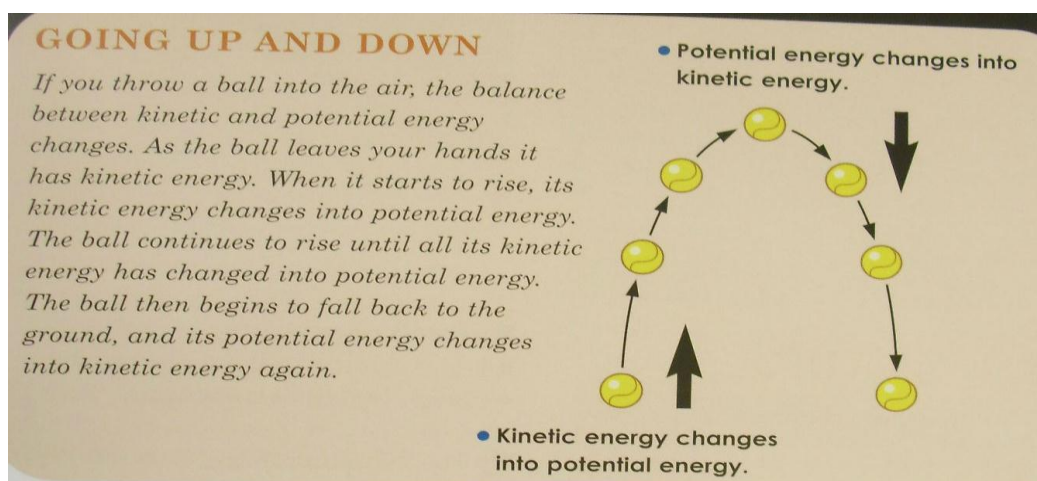 GOING UP AND DOWN
If you throw a ball into the air, the balance
between kinetic and potential energy
changes. As the ball leaves your hands it
has kinetic energy. When it starts to rise, its
kinetic energy changes into potential energy.
The ball continues to rise until all its kinetic
energy has changed into potential energy.
The ball then begins to fall back to the
ground, and its potential energy changes
into kinetic energy again.
• Potential energy changes into
kinetic energy.
• Kinetic energy changes
into potential energy.